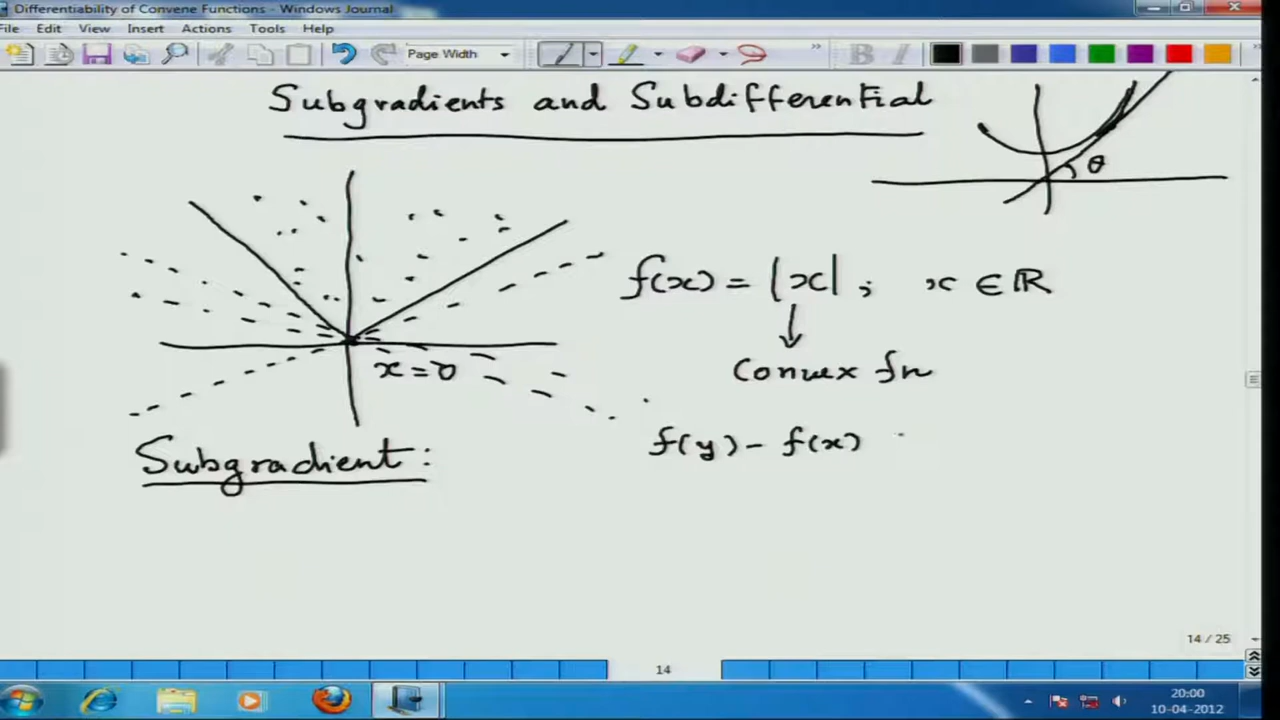 Differentiability of Convene Functions - Windows Journal
File Edit View Insert Actions Tools Help
Page Width B I
Subgradients and Subdifferential
θ
f(x) = |x| ; x ∈ ℝ
x=0
Convex fn
f(y) - f(x)
Subgradient:
14 / 25
14
20:00
10-04-2012